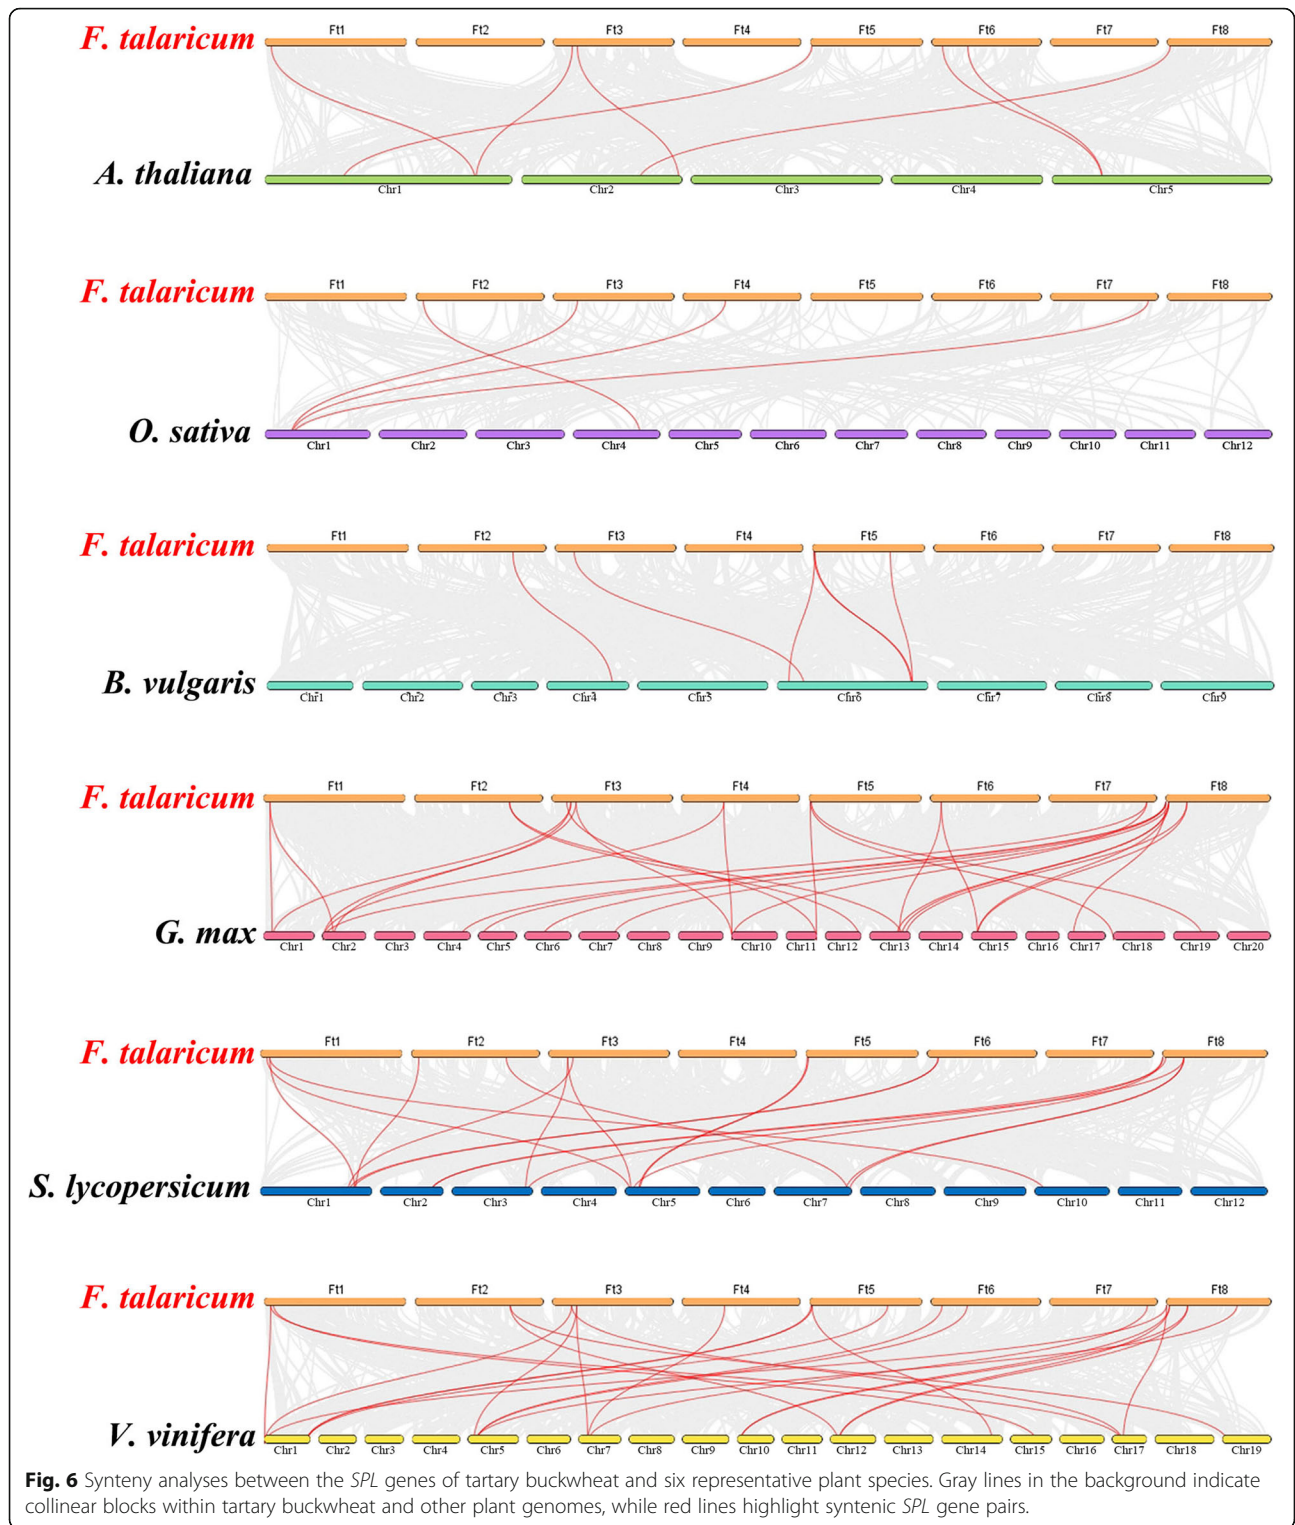 F. talaricum Ft1 Ft2 Ft3 Ft4 Ft5 Ft6 Ft7 Ft8
A. thaliana Chr1 Chr2 Chr3 Chr4 Chr5
F. talaricum Ft1 Ft2 Ft3 Ft4 Ft5 Ft6 Ft7 Ft8
O. sativa Chr1 Chr2 Chr3 Chr4 Chr5 Chr6 Chr7 Chr8 Chr9 Chr10 Chr11 Chr12
F. talaricum Ft1 Ft2 Ft3 Ft4 Ft5 Ft6 Ft7 Ft8
B. vulgaris Chr1 Chr2 Chr3 Chr4 Chr5 Chr6 Chr7 Chr8 Chr9
F. talaricum Ft1 Ft2 Ft3 Ft4 Ft5 Ft6 Ft7 Ft8
G. max Chr1 Chr2 Chr3 Chr4 Chr5 Chr6 Chr7 Chr8 Chr9 Chr10 Chr11 Chr12 Chr13 Chr14 Chr15 Chr16 Chr17 Chr18 Chr19 Chr20
F. talaricum Ft1 Ft2 Ft3 Ft4 Ft5 Ft6 Ft7 Ft8
S. lycopersicum Chr1 Chr2 Chr3 Chr4 Chr5 Chr6 Chr7 Chr8 Chr9 Chr10 Chr11 Chr12
F. talaricum Ft1 Ft2 Ft3 Ft4 Ft5 Ft6 Ft7 Ft8
V. vinifera Chr1 Chr2 Chr3 Chr4 Chr5 Chr6 Chr7 Chr8 Chr9 Chr10 Chr11 Chr12 Chr13 Chr14 Chr15 Chr16 Chr17 Chr18 Chr19
Fig. 6 Synteny analyses between the SPL genes of tartary buckwheat and six representative plant species. Gray lines in the background indicate
collinear blocks within tartary buckwheat and other plant genomes, while red lines highlight syntenic SPL gene pairs.